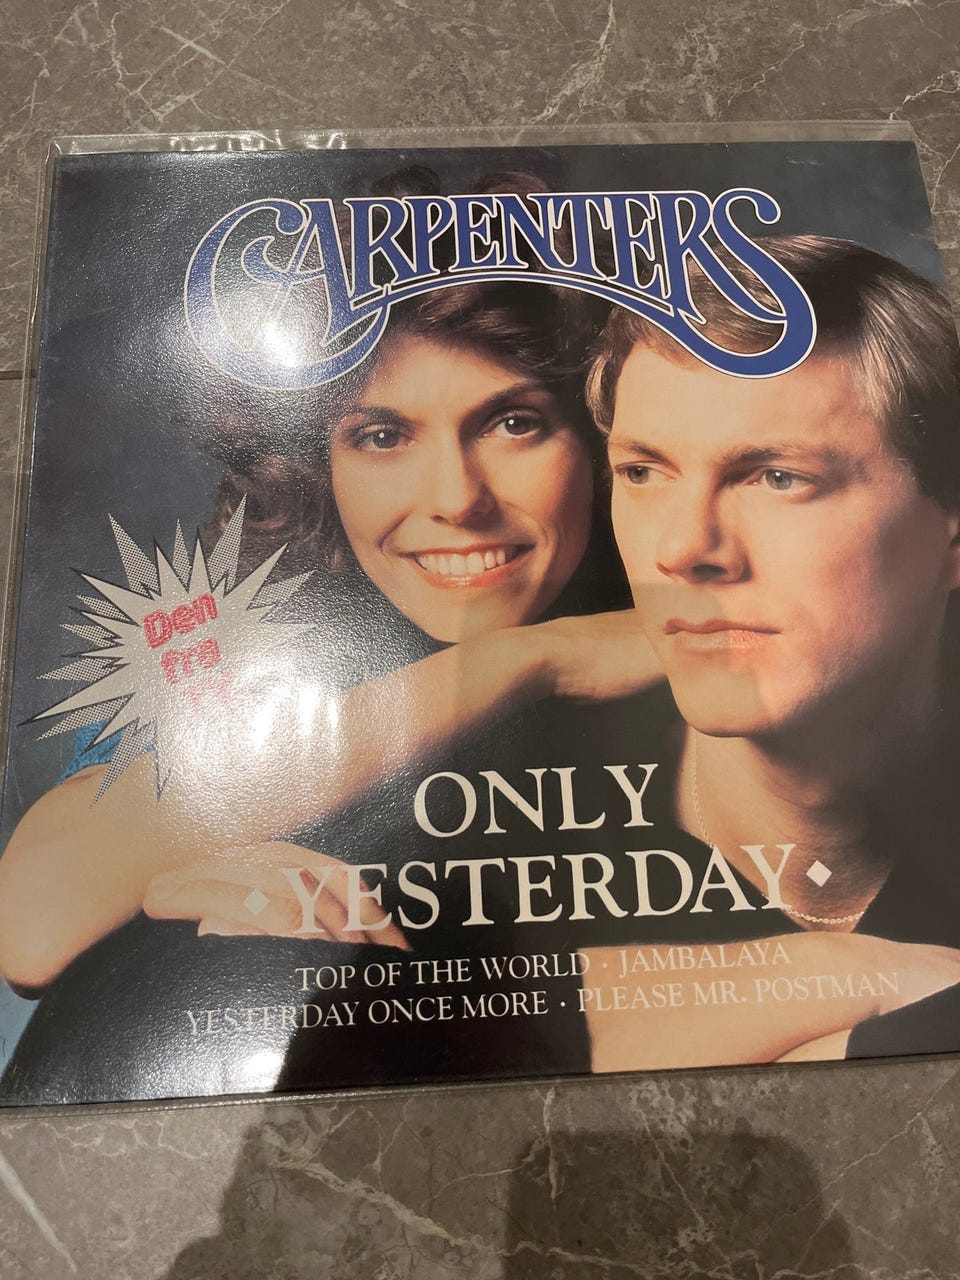 CARPENTERS
Den
fra
TV
ONLY
· YESTERDAY ·
TOP OF THE WORLD · JAMBALAYA
YESTERDAY ONCE MORE · PLEASE MR. POSTMAN